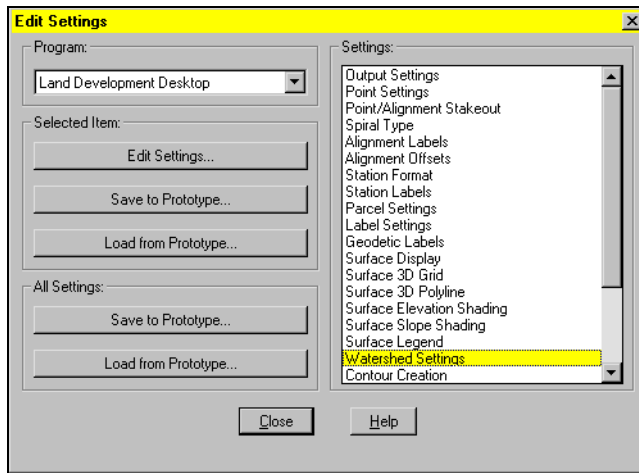 Edit Settings
Program:
Land Development Desktop
Selected Item:
Edit Settings...
Save to Prototype...
Load from Prototype...
All Settings:
Save to Prototype...
Load from Prototype...
Settings:
Output Settings
Point Settings
Point/Alignment Stakeout
Spiral Type
Alignment Labels
Alignment Offsets
Station Format
Station Labels
Parcel Settings
Label Settings
Geodetic Labels
Surface Display
Surface 3D Grid
Surface 3D Polyline
Surface Elevation Shading
Surface Slope Shading
Surface Legend
Watershed Settings
Contour Creation
Close
Help